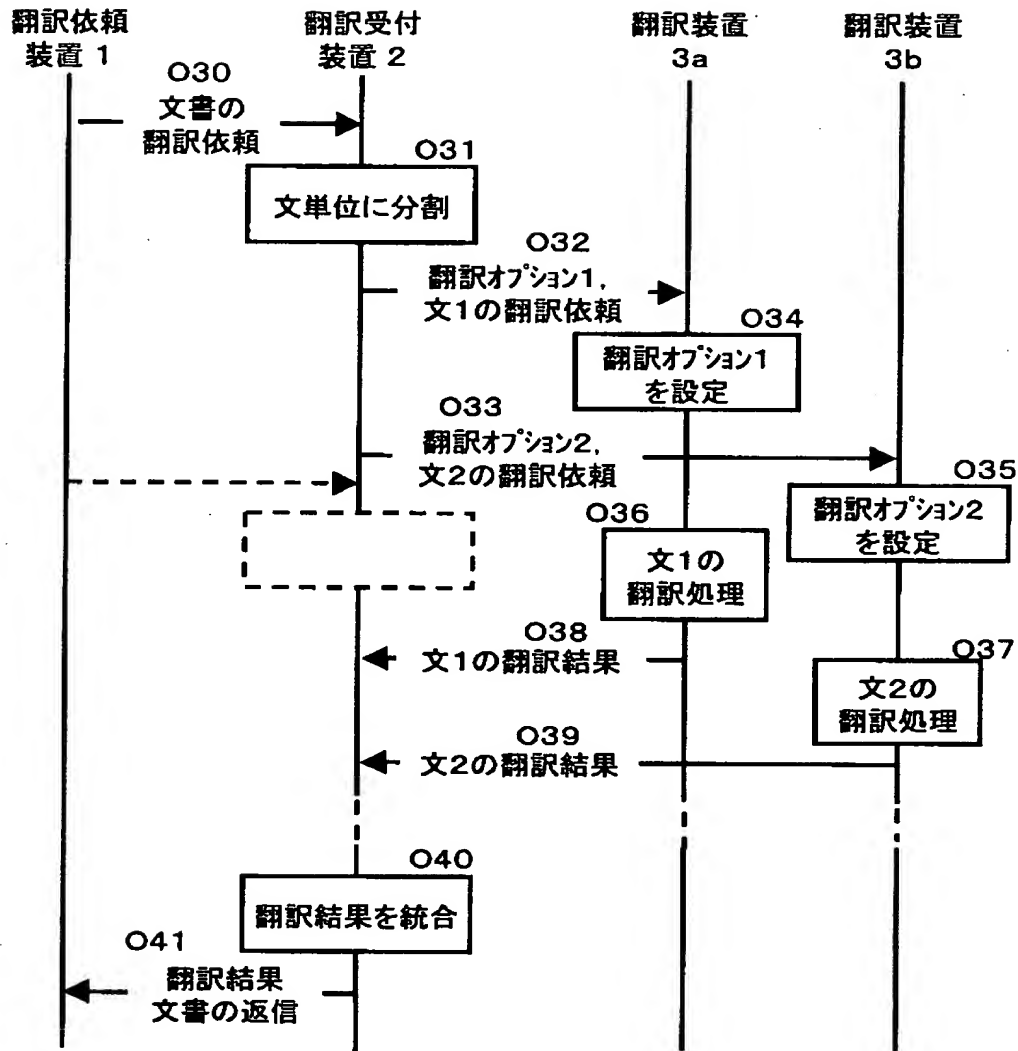 翻訳依頼
装置 1
翻訳受付
装置 2
翻訳装置
3a
翻訳装置
3b
O30
文書の
翻訳依頼
O31
文単位に分割
O32
翻訳オプション1,
文1の翻訳依頼
O34
翻訳オプション1
を設定
O33
翻訳オプション2,
文2の翻訳依頼
O35
翻訳オプション2
を設定
O36
文1の
翻訳処理
O38
文1の翻訳結果
O37
文2の
翻訳処理
O39
文2の翻訳結果
O40
翻訳結果を統合
O41
翻訳結果
文書の返信